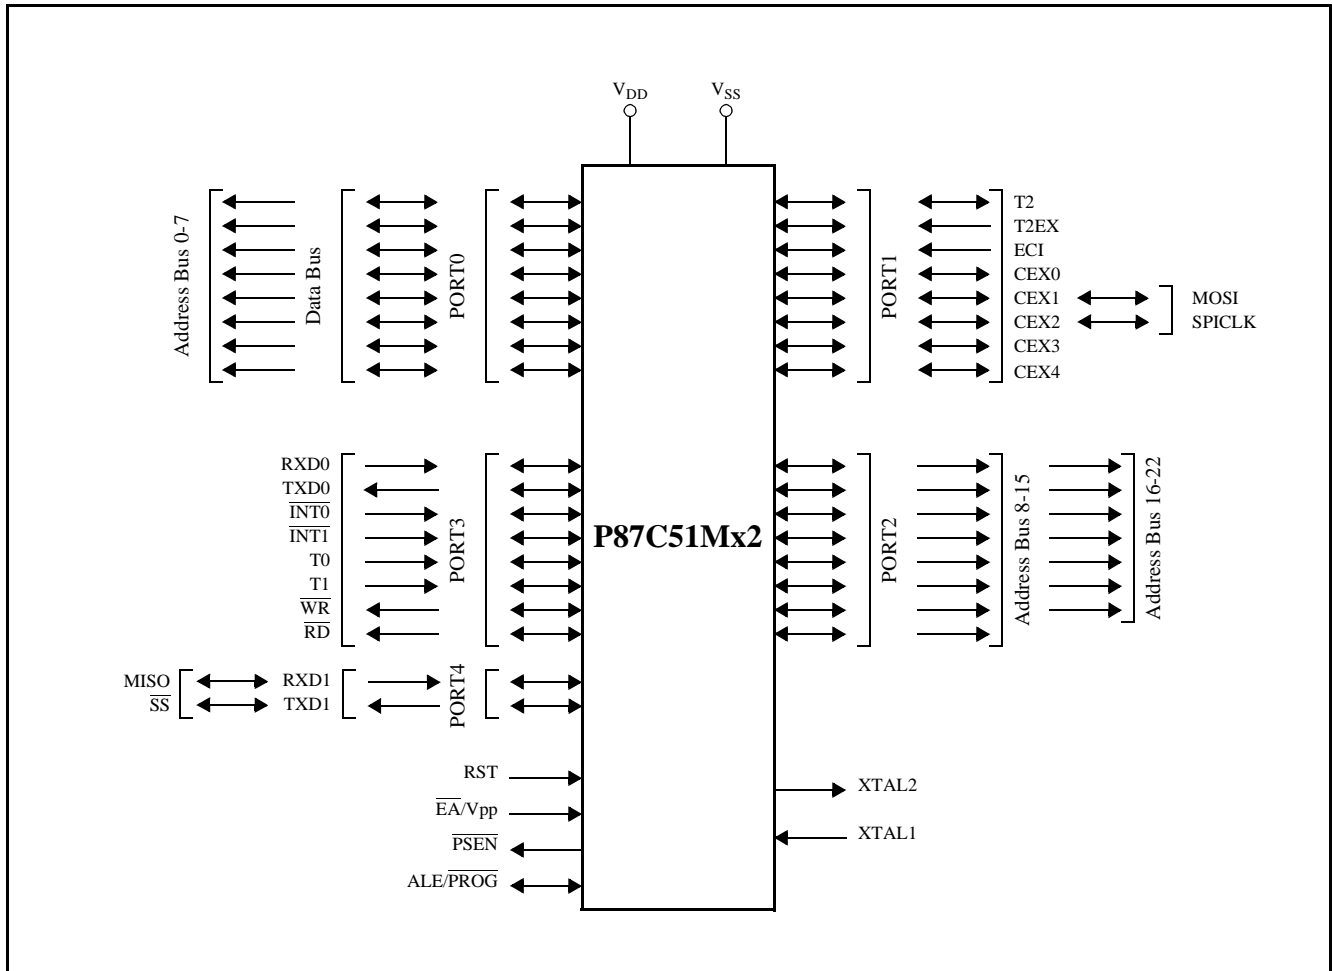 VDD
VSS
Address Bus 0-7
Data Bus
PORT0
PORT1
T2
T2EX
ECI
CEX0
CEX1
CEX2
CEX3
CEX4
MOSI
SPICLK
RXD0
TXD0
INT0
INT1
T0
T1
WR
RD
PORT3
P87C51Mx2
PORT2
Address Bus 8-15
Address Bus 16-22
MISO
SS
RXD1
TXD1
PORT4
RST
EA/Vpp
PSEN
ALE/PROG
XTAL2
XTAL1